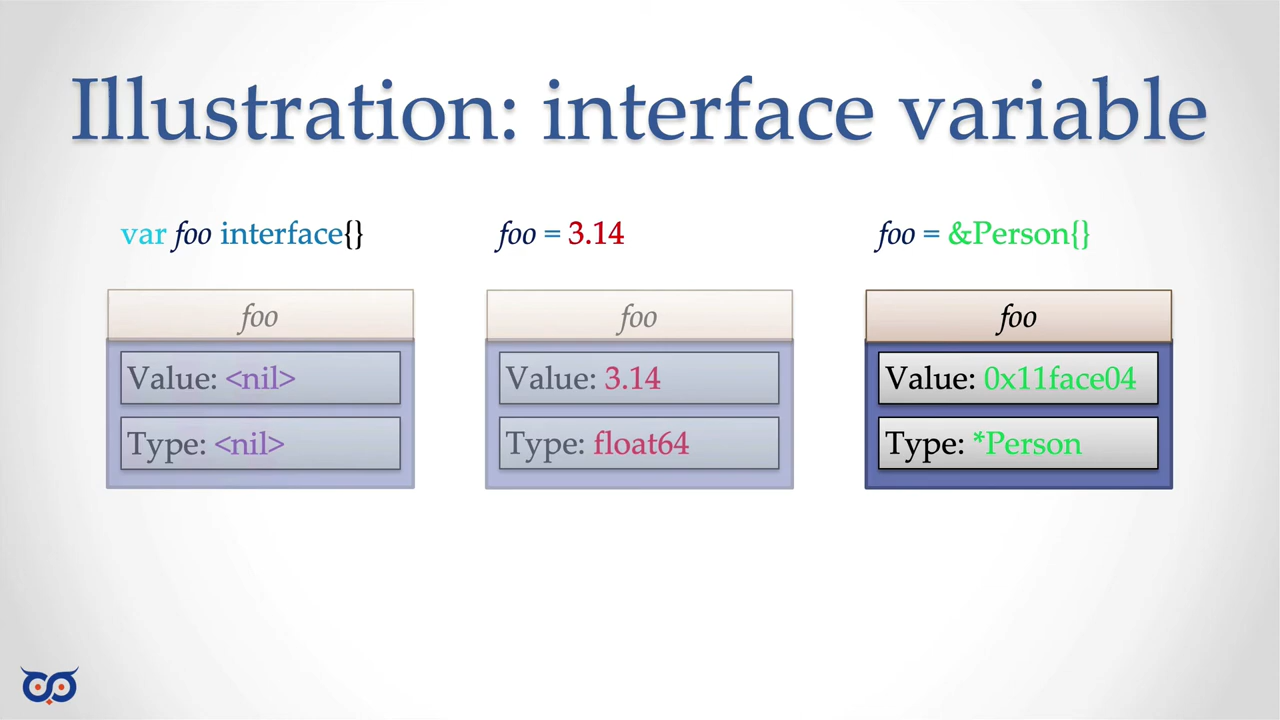 Illustration: interface variable
var foo interface{}
foo = 3.14
foo = &Person{}
foo
Value: <nil>
Type: <nil>
foo
Value: 3.14
Type: float64
foo
Value: 0x11face04
Type: *Person